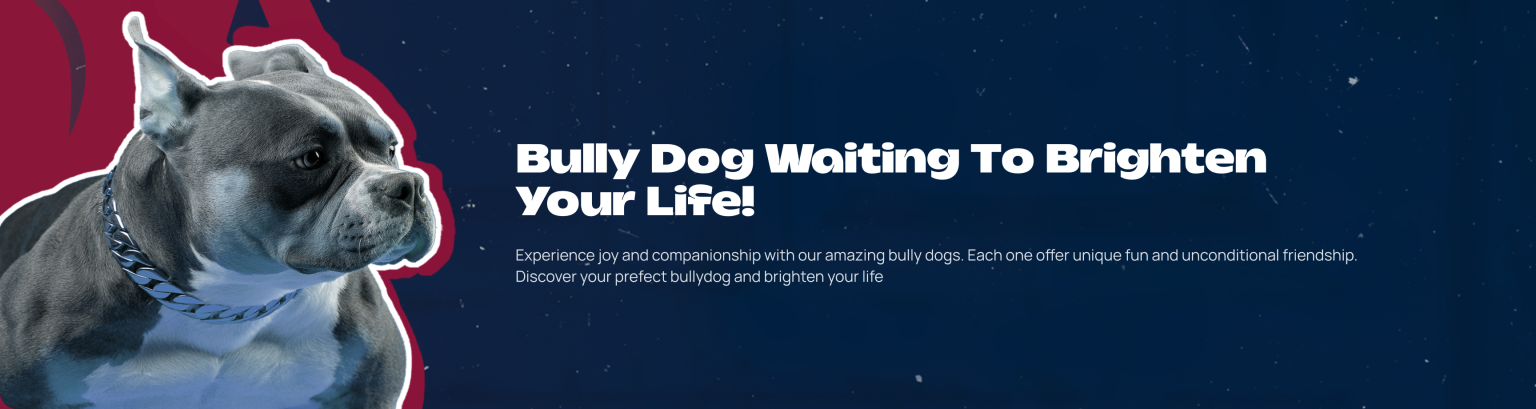 Bully Dog Waiting To Brighten
Your Life!
Experience joy and companionship with our amazing bully dogs. Each one offer unique fun and unconditional friendship.
Discover your prefect bullydog and brighten your life